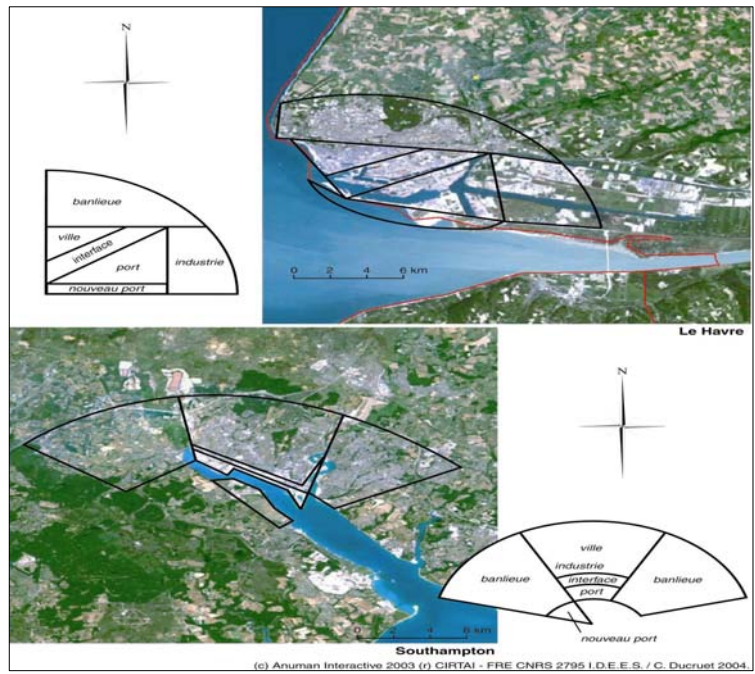 N
banlieue
ville
interface
port
industrie
nouveau port
0 2 4 6 km
Le Havre
N
ville
industrie
banlieue
interface
banlieue
port
nouveau port
0 2 4 6 km
Southampton
(c) Anuman Interactive 2003 (r) CIRTAI - FRE CNRS 2795 I.D.E.E.S. / C. Ducruet 2004.